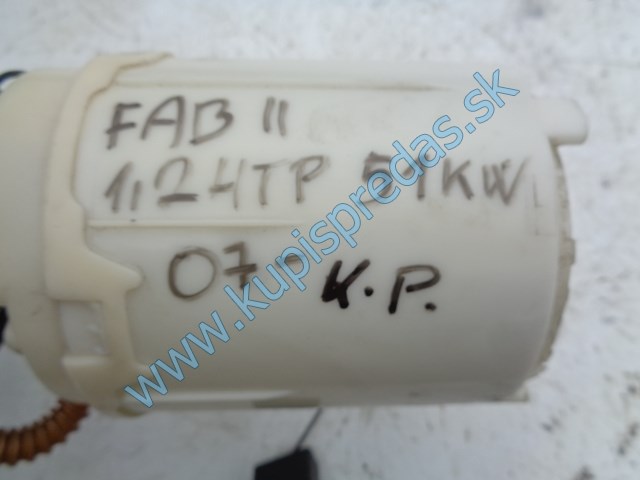 FAB II
1,2 HTP 51KW
07- K.P.
www.kupispredas.sk